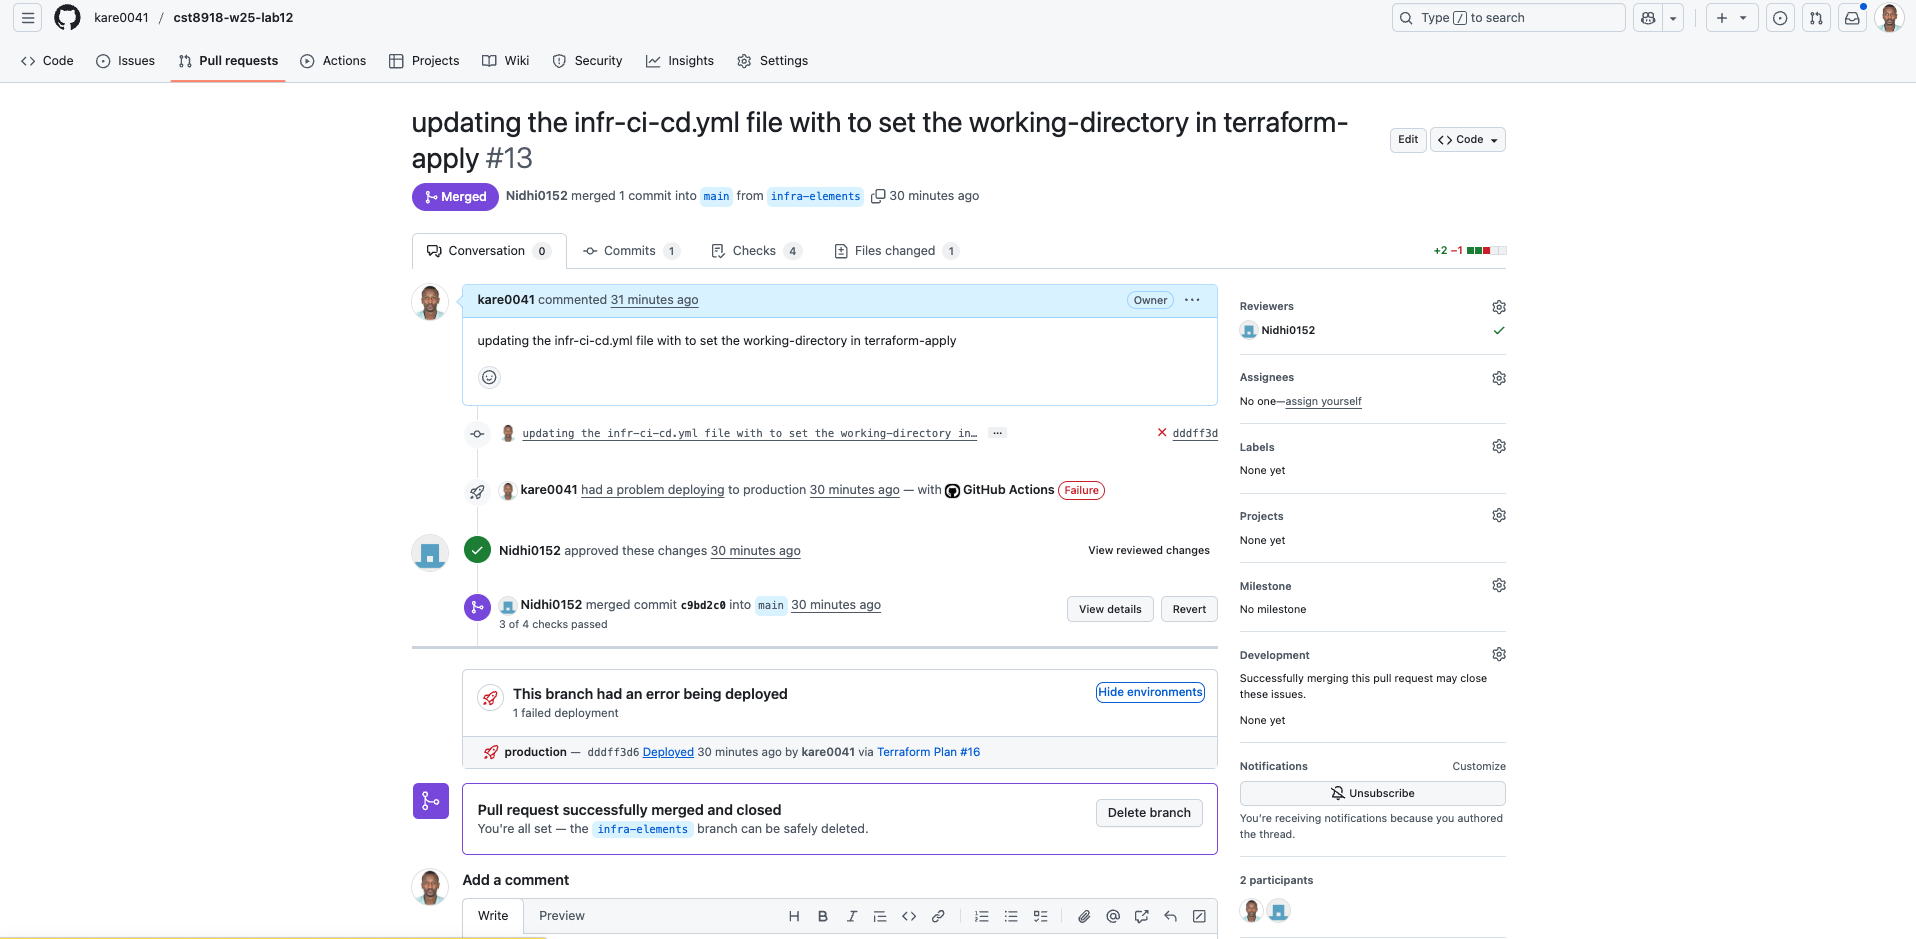 kare0041 / cst8918-w25-lab12
Type / to search
Code
Issues
Pull requests
Actions
Projects
Wiki
Security
Insights
Settings
updating the infr-ci-cd.yml file with to set the working-directory in terraform-
apply #13
Edit
Code
Merged
Nidhi0152 merged 1 commit into main from infra-elements 30 minutes ago
Conversation 0
Commits 1
Checks 4
Files changed 1
+2 −1
kare0041 commented 31 minutes ago
Owner
updating the infr-ci-cd.yml file with to set the working-directory in terraform-apply
updating the infr-ci-cd.yml file with to set the working-directory in…
dddff3d
kare0041 had a problem deploying to production 30 minutes ago — with GitHub Actions Failure
Nidhi0152 approved these changes 30 minutes ago
View reviewed changes
Nidhi0152 merged commit c9bd2c0 into main 30 minutes ago
3 of 4 checks passed
View details
Revert
This branch had an error being deployed
1 failed deployment
Hide environments
production — dddff3d6 Deployed 30 minutes ago by kare0041 via Terraform Plan #16
Pull request successfully merged and closed
You're all set — the infra-elements branch can be safely deleted.
Delete branch
Add a comment
Write
Preview
Reviewers
Nidhi0152
Assignees
No one—assign yourself
Labels
None yet
Projects
None yet
Milestone
No milestone
Development
Successfully merging this pull request may close
these issues.
None yet
Notifications
Customize
Unsubscribe
You're receiving notifications because you authored
the thread.
2 participants